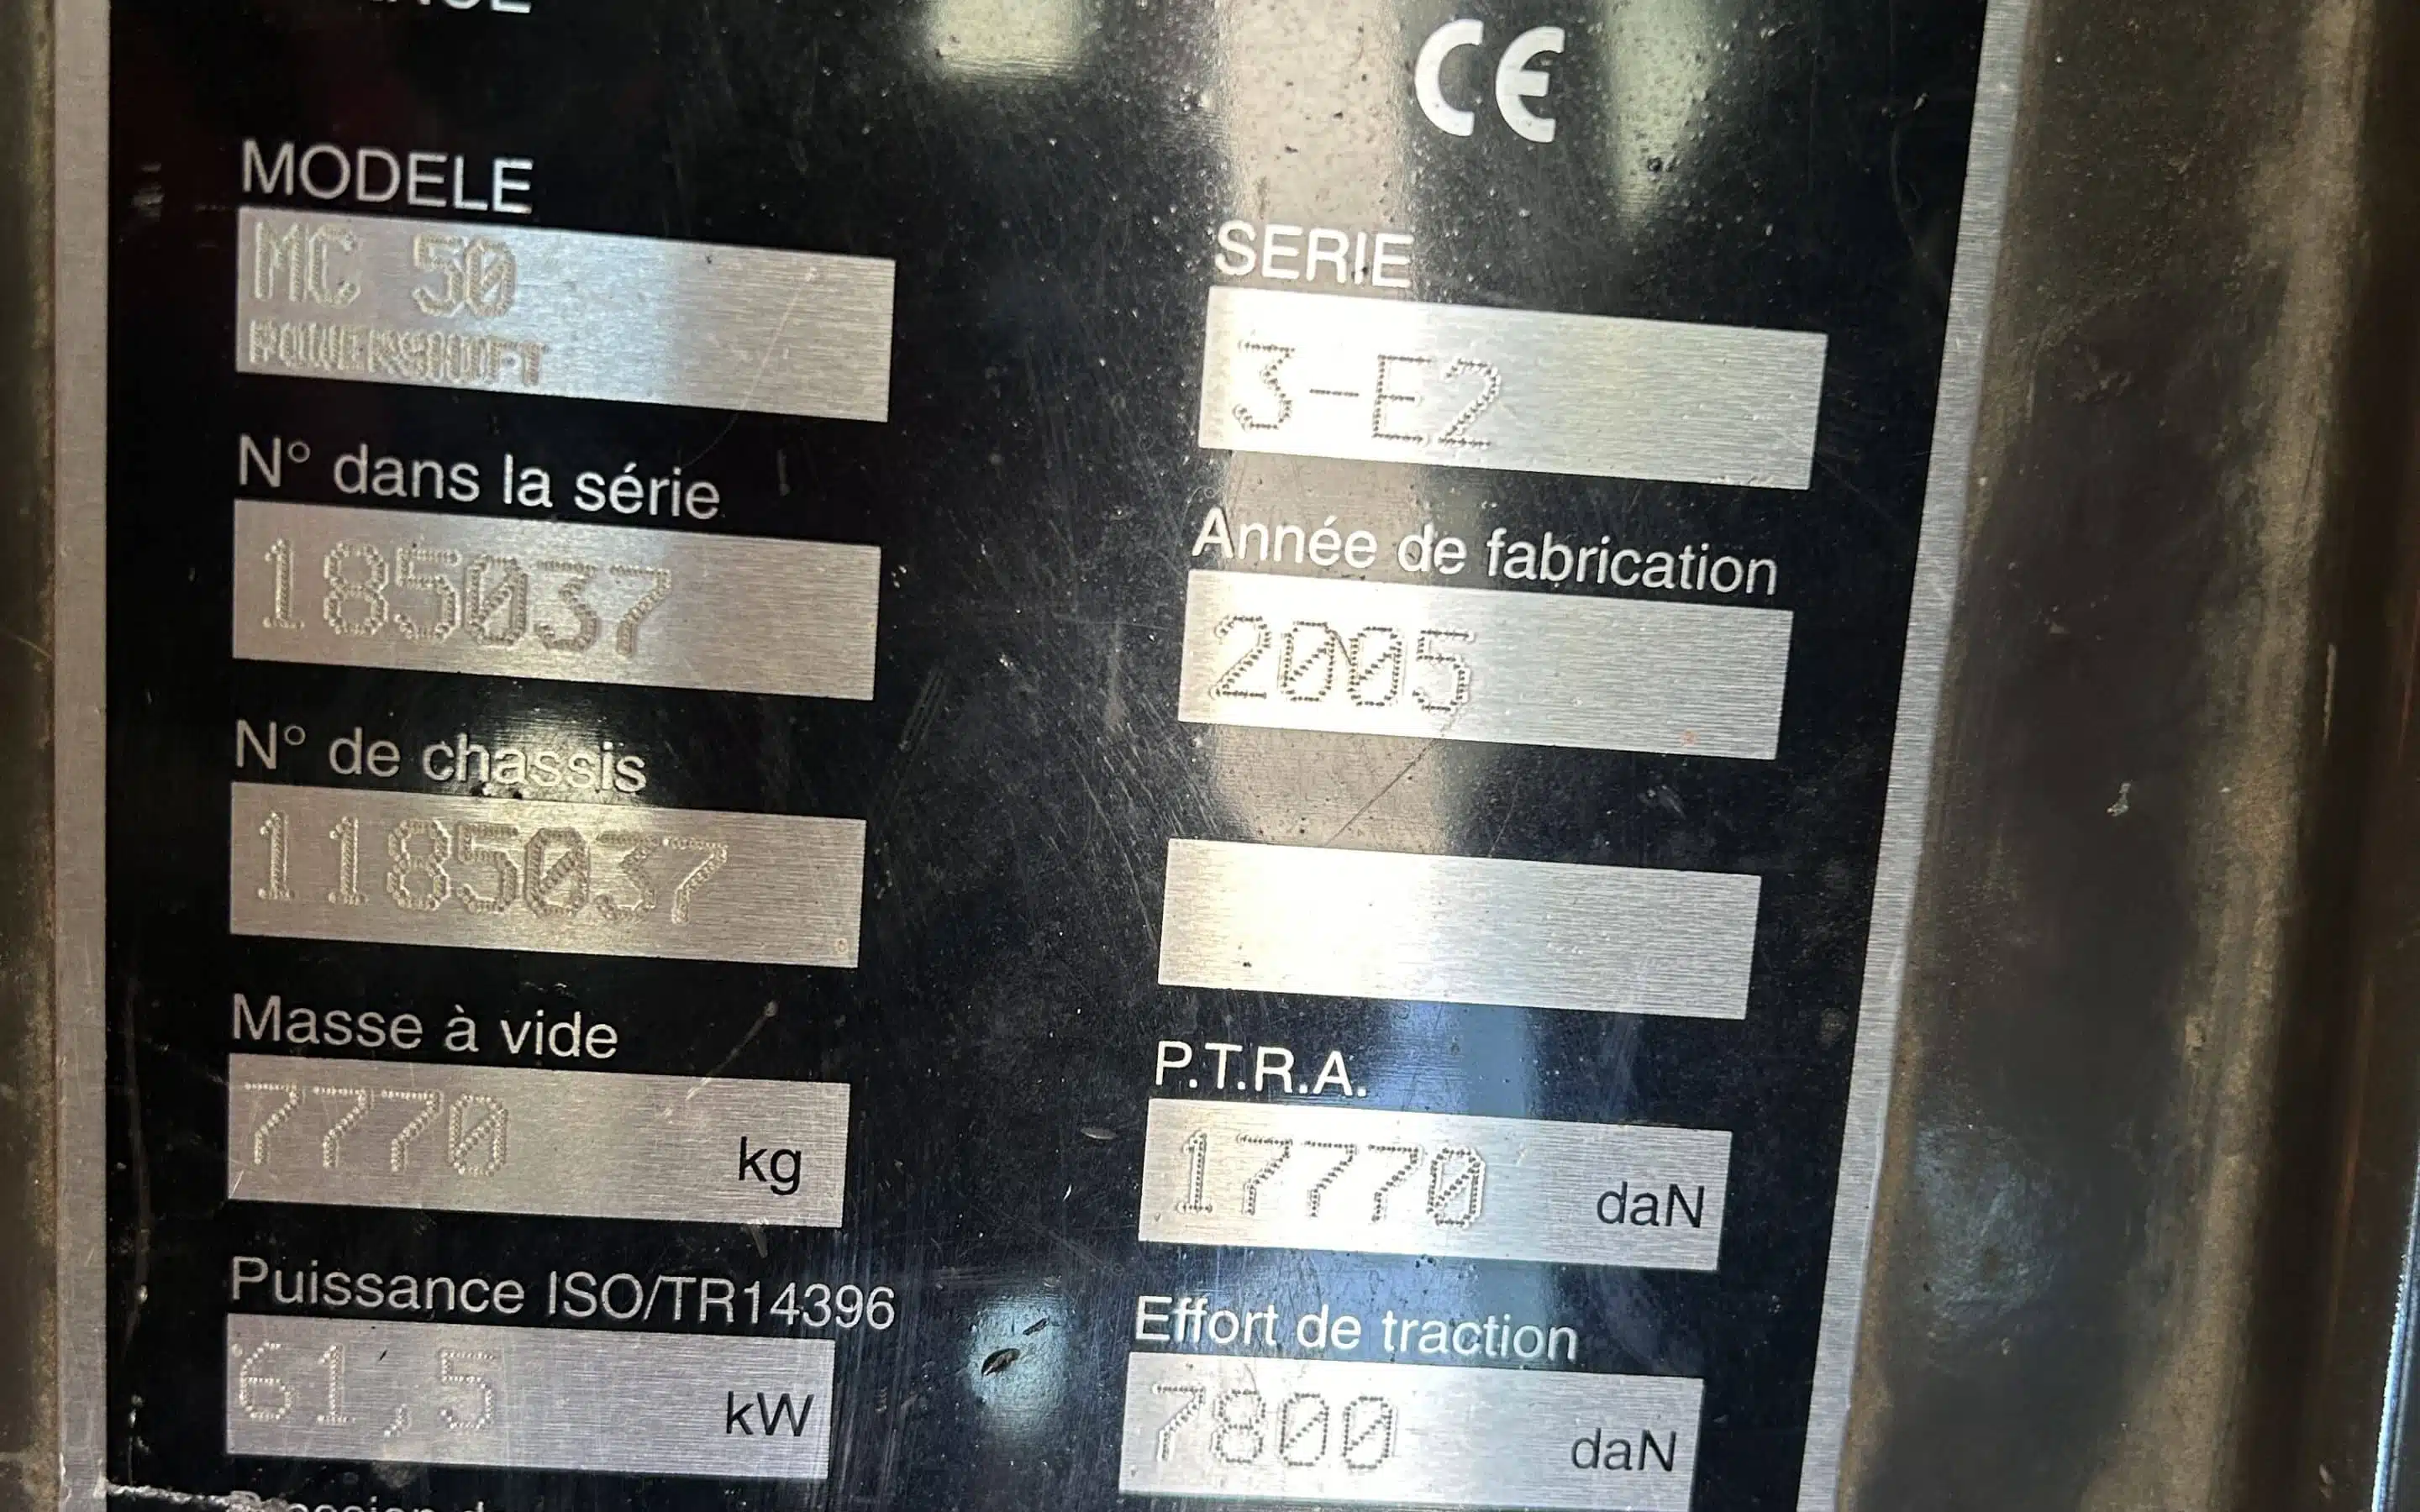 CE
MODELE
MC 50
POWERSHIFT
SERIE
3-E2
N° dans la série
185037
Année de fabrication
2005
N° de chassis
1185037
Masse à vide
7770 kg
P.T.R.A.
17770 daN
Puissance ISO/TR14396
61,5 kW
Effort de traction
7800 daN